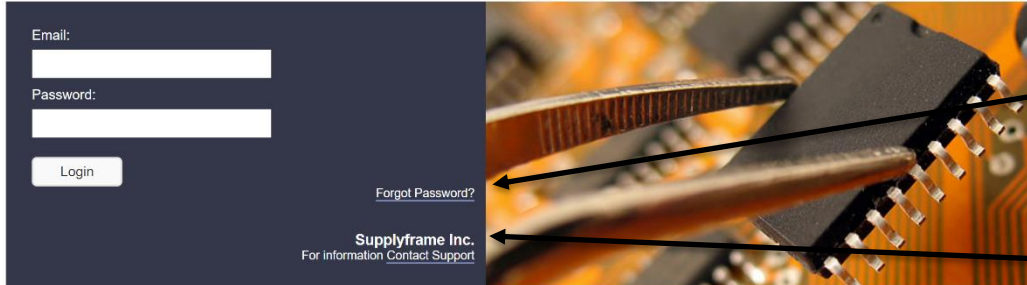 Email:
Password:
Login
Forgot Password?
Supplyframe Inc.
For information Contact Support